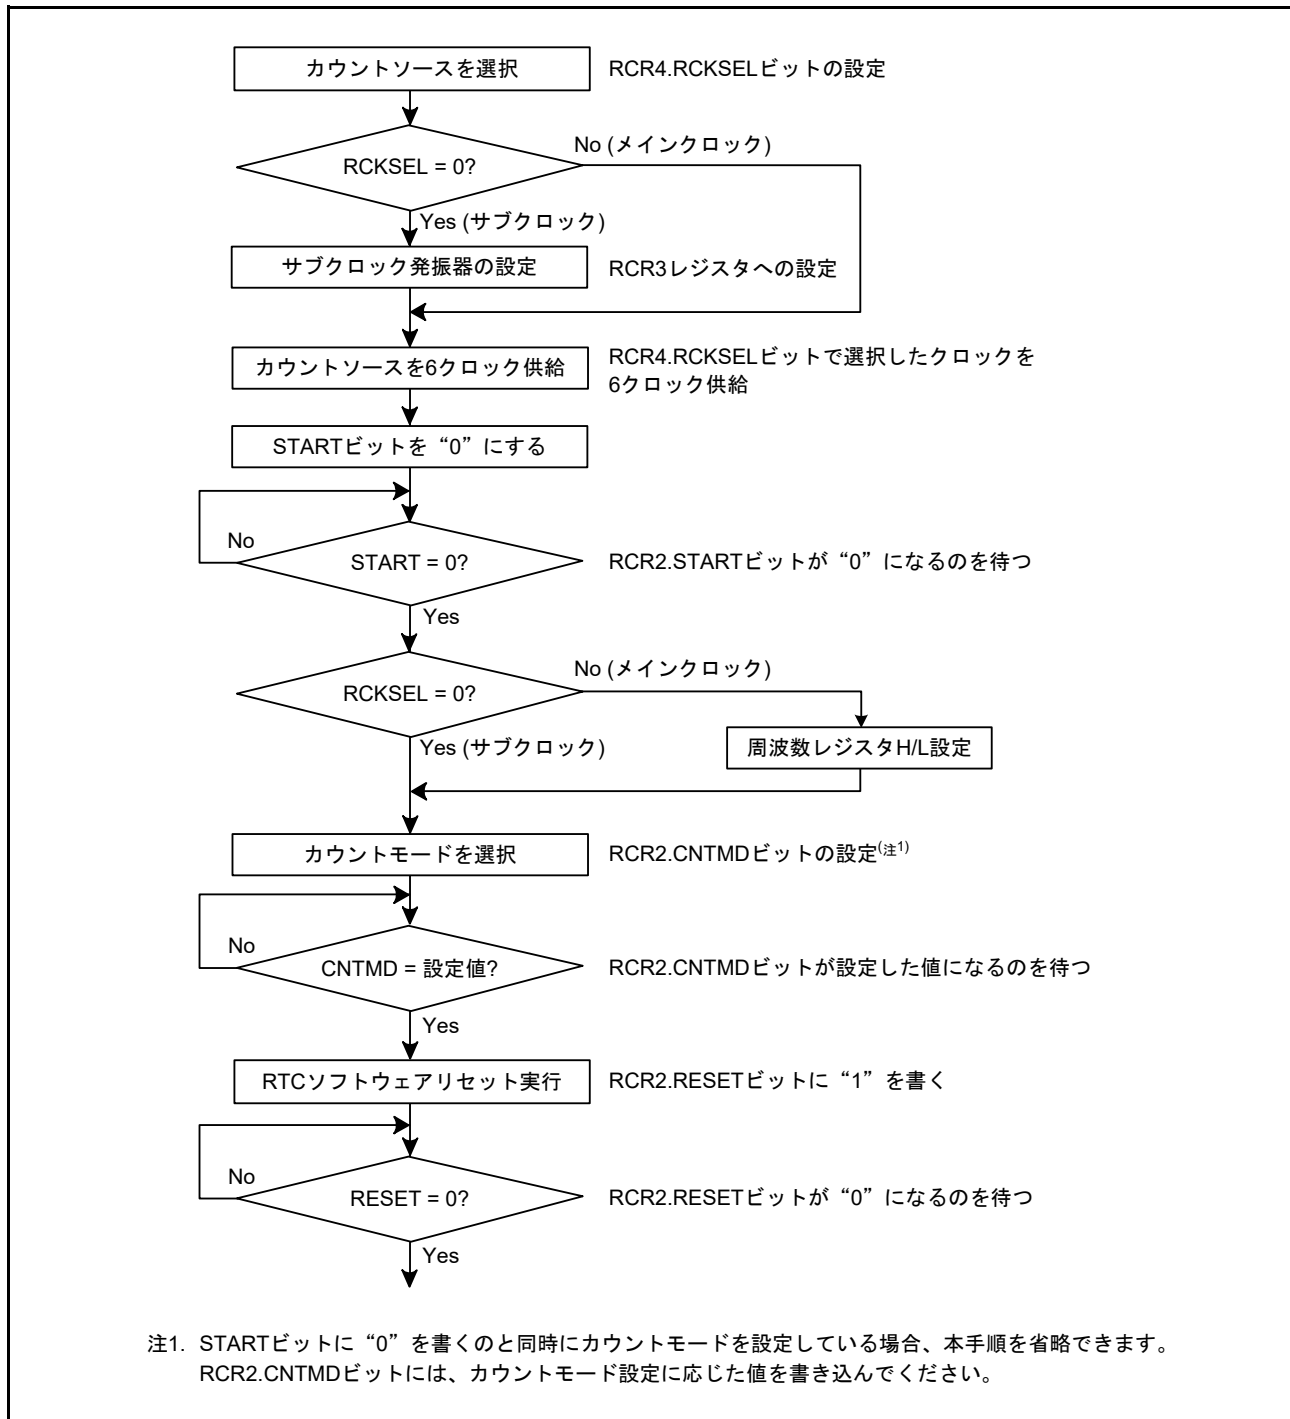 カウントソースを選択
RCR4.RCKSELビットの設定
RCKSEL = 0?
No (メインクロック)
Yes (サブクロック)
サブクロック発振器の設定
RCR3レジスタへの設定
カウントソースを6クロック供給
RCR4.RCKSELビットで選択したクロックを
6クロック供給
STARTビットを“0”にする
No
START = 0?
RCR2.STARTビットが“0”になるのを待つ
Yes
RCKSEL = 0?
No (メインクロック)
Yes (サブクロック)
周波数レジスタH/L設定
カウントモードを選択
RCR2.CNTMDビットの設定(注1)
No
CNTMD = 設定値?
RCR2.CNTMDビットが設定した値になるのを待つ
Yes
RTCソフトウェアリセット実行
RCR2.RESETビットに“1”を書く
No
RESET = 0?
RCR2.RESETビットが“0”になるのを待つ
Yes
注1. STARTビットに“0”を書くのと同時にカウントモードを設定している場合、本手順を省略できます。
RCR2.CNTMDビットには、カウントモード設定に応じた値を書き込んでください。